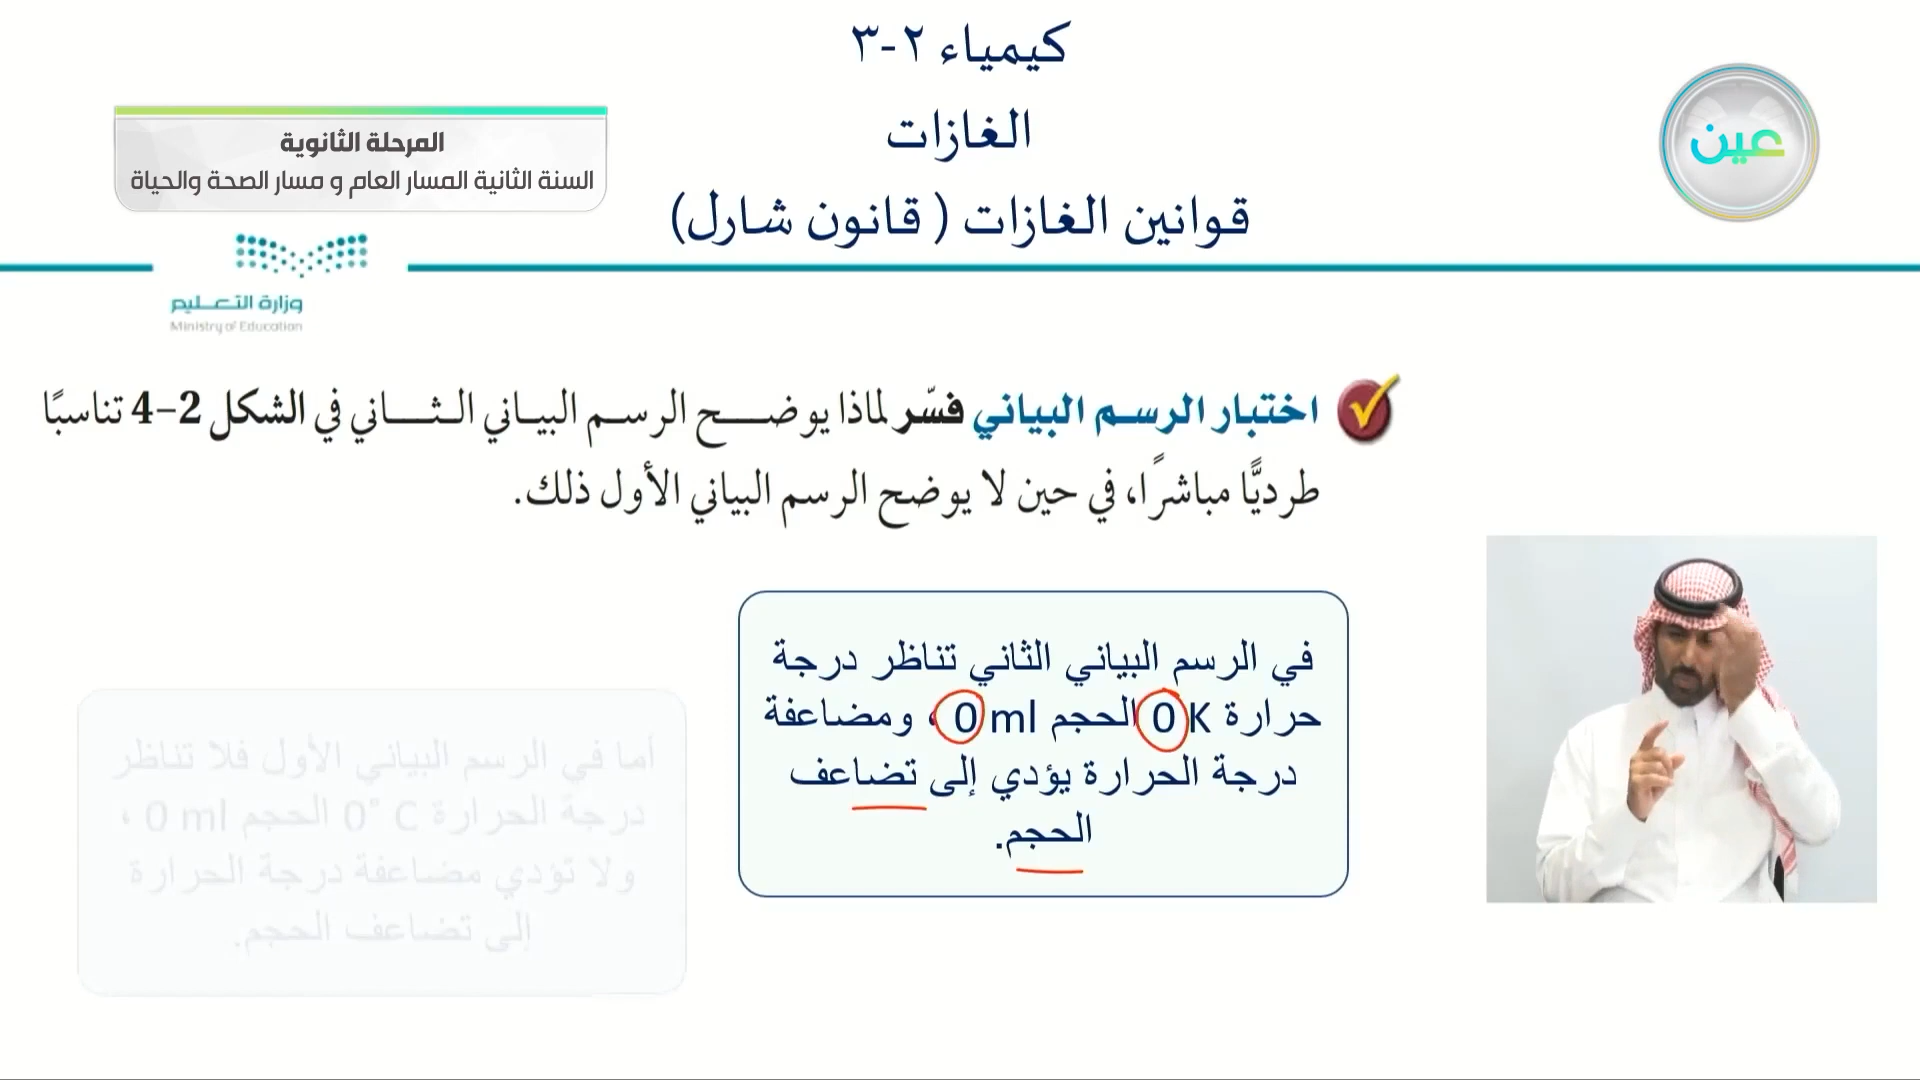 كيمياء ٢-٣
الغازات
قوانين الغازات ( قانون شارل)
عين
المرحلة الثانوية
السنة الثانية المسار العام و مسار الصحة والحياة
وزارة التعليم
Ministry of Education
اختبار الرسم البياني فسّر لماذا يوضح الرسم البياني الثاني في الشكل 2-4 تناسبًا
طرديًّا مباشرًا، في حين لا يوضح الرسم البياني الأول ذلك.
في الرسم البياني الثاني تناظر درجة
حرارة 0 K الحجم 0 ml ، ومضاعفة
درجة الحرارة يؤدي إلى تضاعف
الحجم.
أما في الرسم البياني الأول فلا تناظر
درجة الحرارة 0° C الحجم 0 ml ،
ولا تؤدي مضاعفة درجة الحرارة
إلى تضاعف الحجم.